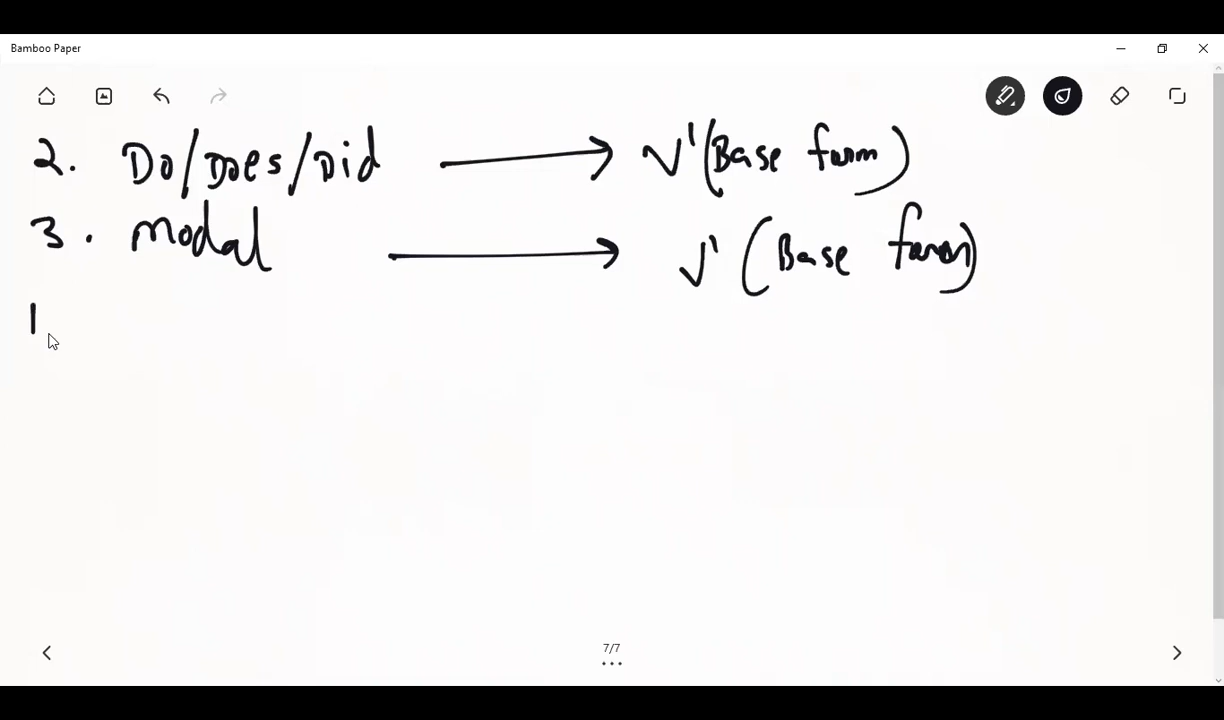 Bamboo Paper
2. Do/Does/Did → V¹(Base form)
3. Modal → V¹ (Base form)
1
7/7